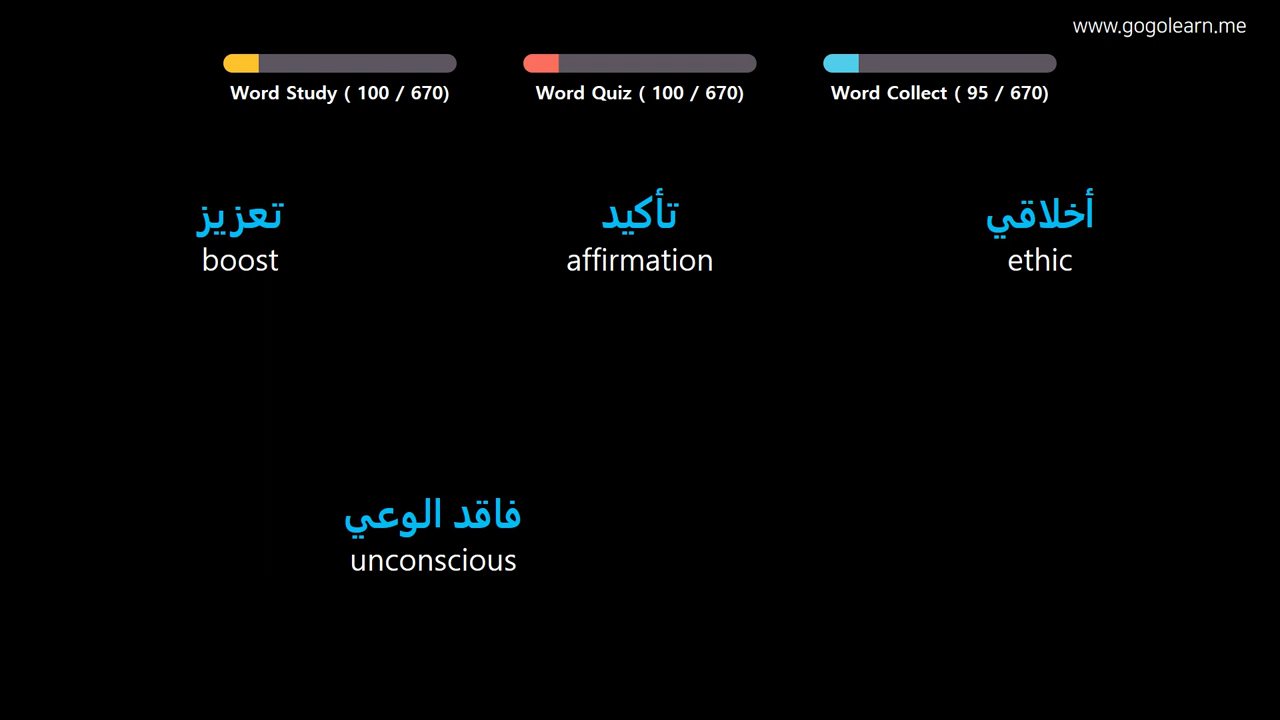 www.gogolearn.me
Word Study ( 100 / 670)
Word Quiz ( 100 / 670)
Word Collect ( 95 / 670)
تعزيز
boost
تأكيد
affirmation
أخلاقي
ethic
فاقد الوعي
unconscious